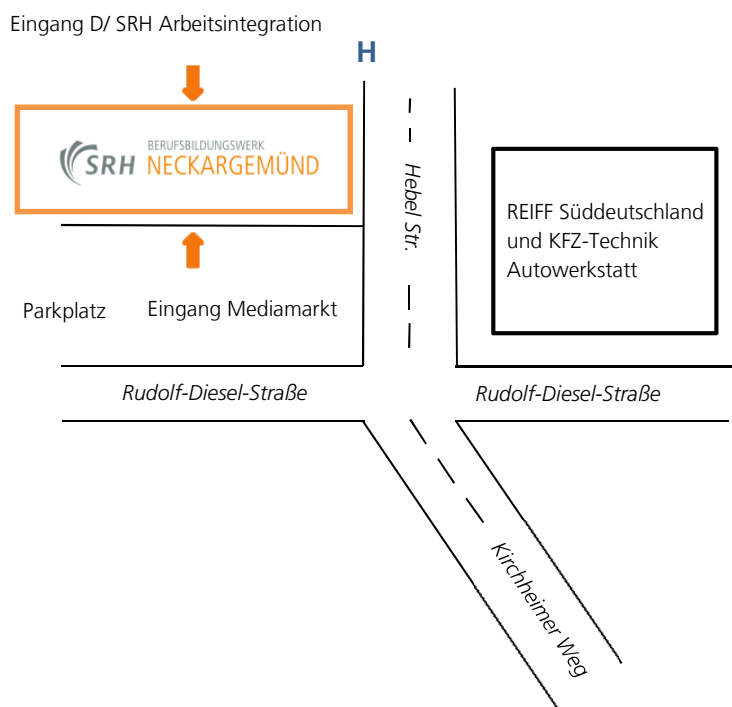 Eingang D/ SRH Arbeitsintegration
H
SRH BERUFSBILDUNGSWERK
NECKARGEMÜND
Hebel Str.
REIFF Süddeutschland
und KFZ-Technik
Autowerkstatt
Parkplatz
Eingang Mediamarkt
Rudolf-Diesel-Straße
Rudolf-Diesel-Straße
Kirchheimer Weg